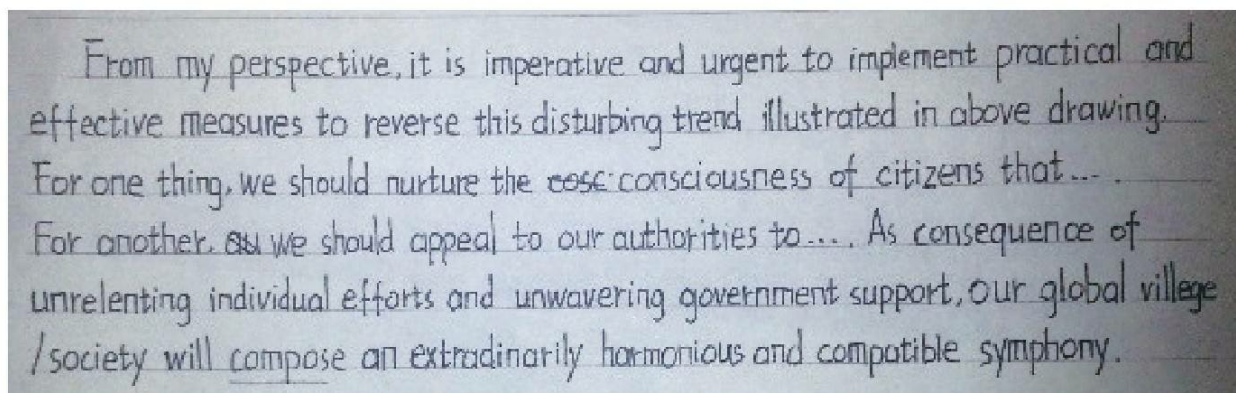 From my perspective, it is imperative and urgent to implement practical and
effective measures to reverse this disturbing trend illustrated in above drawing.
For one thing, we should nurture the consciousness of citizens that... .
For another, we should appeal to our authorities to.... As consequence of
unrelenting individual efforts and unwavering government support, our global villege
/society will compose an extradinarily harmonious and compatible symphony.